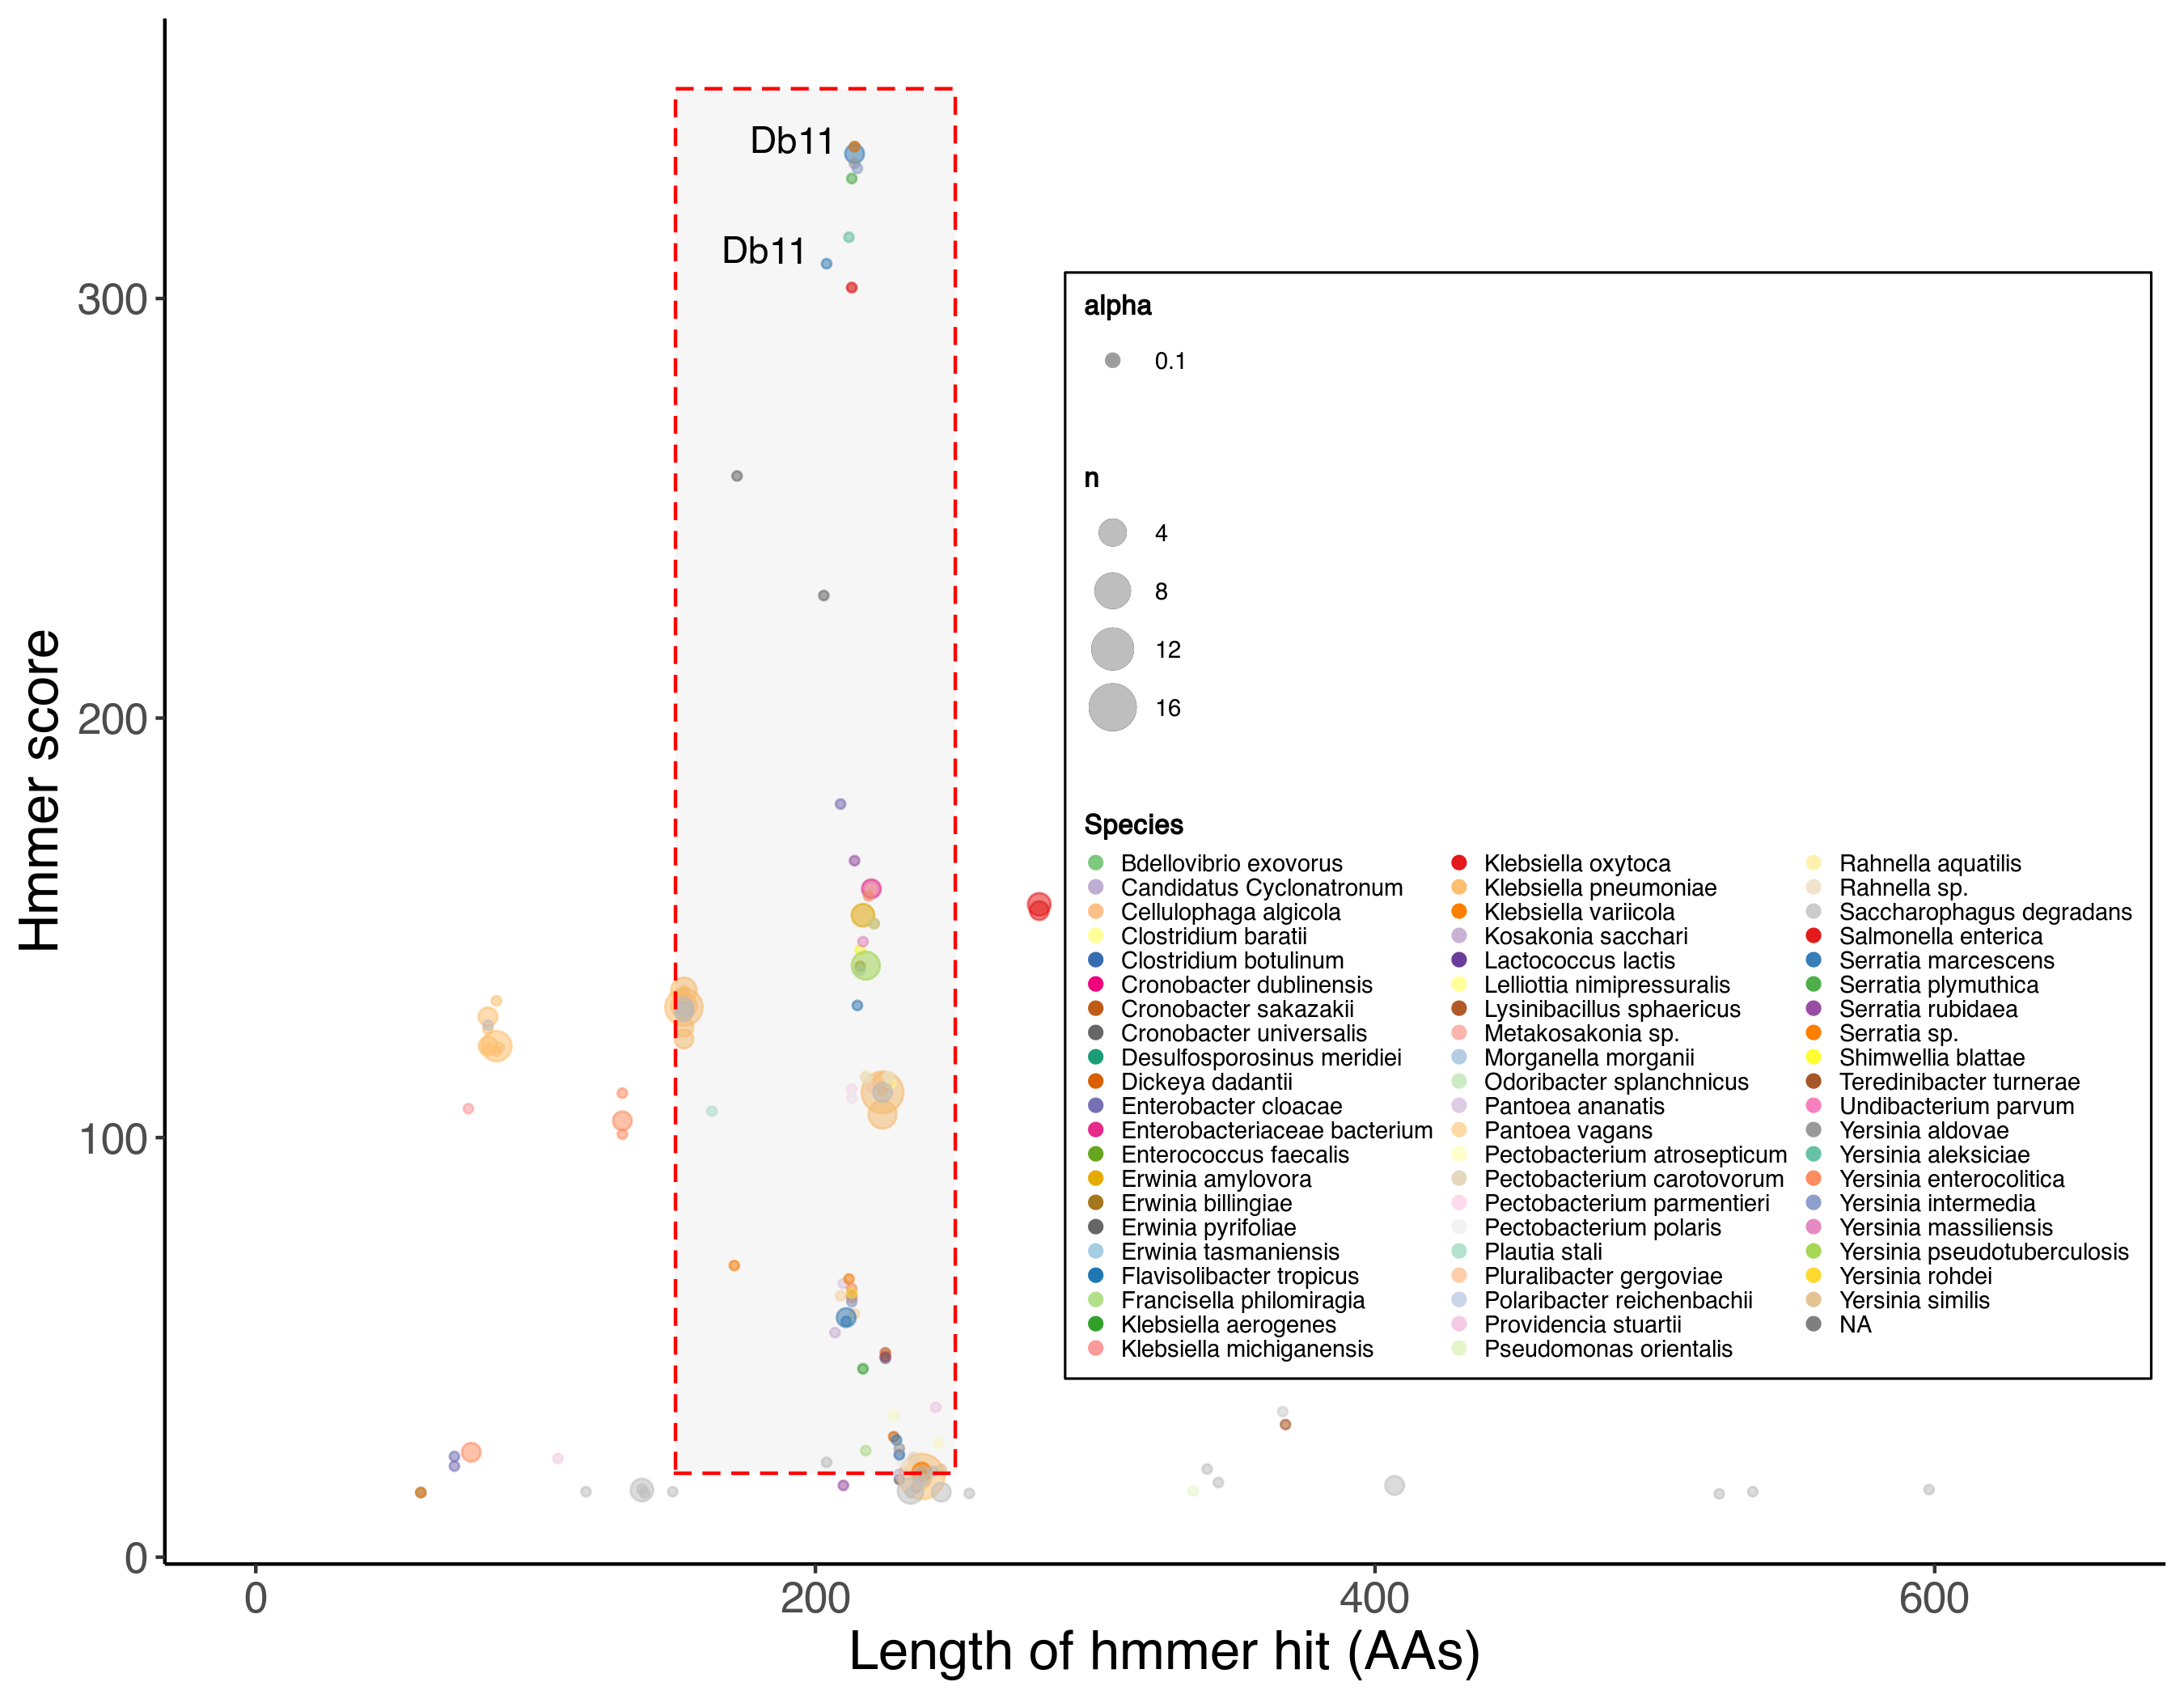 Db11
Db11
300
200
100
0
0
200
400
600
Hmmer score
Length of hmmer hit (AAs)
alpha
0.1
n
4
8
12
16
Species
Bdellovibrio exovorus
Candidatus Cyclonatronum
Cellulophaga algicola
Clostridium baratii
Clostridium botulinum
Cronobacter dublinensis
Cronobacter sakazakii
Cronobacter universalis
Desulfosporosinus meridiei
Dickeya dadantii
Enterobacter cloacae
Enterobacteriaceae bacterium
Enterococcus faecalis
Erwinia amylovora
Erwinia billingiae
Erwinia pyrifoliae
Erwinia tasmaniensis
Flavisolibacter tropicus
Francisella philomiragia
Klebsiella aerogenes
Klebsiella michiganensis
Klebsiella oxytoca
Klebsiella pneumoniae
Klebsiella variicola
Kosakonia sacchari
Lactococcus lactis
Lelliottia nimipressuralis
Lysinibacillus sphaericus
Metakosakonia sp.
Morganella morganii
Odoribacter splanchnicus
Pantoea ananatis
Pantoea vagans
Pectobacterium atrosepticum
Pectobacterium carotovorum
Pectobacterium parmentieri
Pectobacterium polaris
Plautia stali
Pluralibacter gergoviae
Polaribacter reichenbachii
Providencia stuartii
Pseudomonas orientalis
Rahnella aquatilis
Rahnella sp.
Saccharophagus degradans
Salmonella enterica
Serratia marcescens
Serratia plymuthica
Serratia rubidaea
Serratia sp.
Shimwellia blattae
Teredinibacter turnerae
Undibacterium parvum
Yersinia aldovae
Yersinia aleksiciae
Yersinia enterocolitica
Yersinia intermedia
Yersinia massiliensis
Yersinia pseudotuberculosis
Yersinia rohdei
Yersinia similis
NA